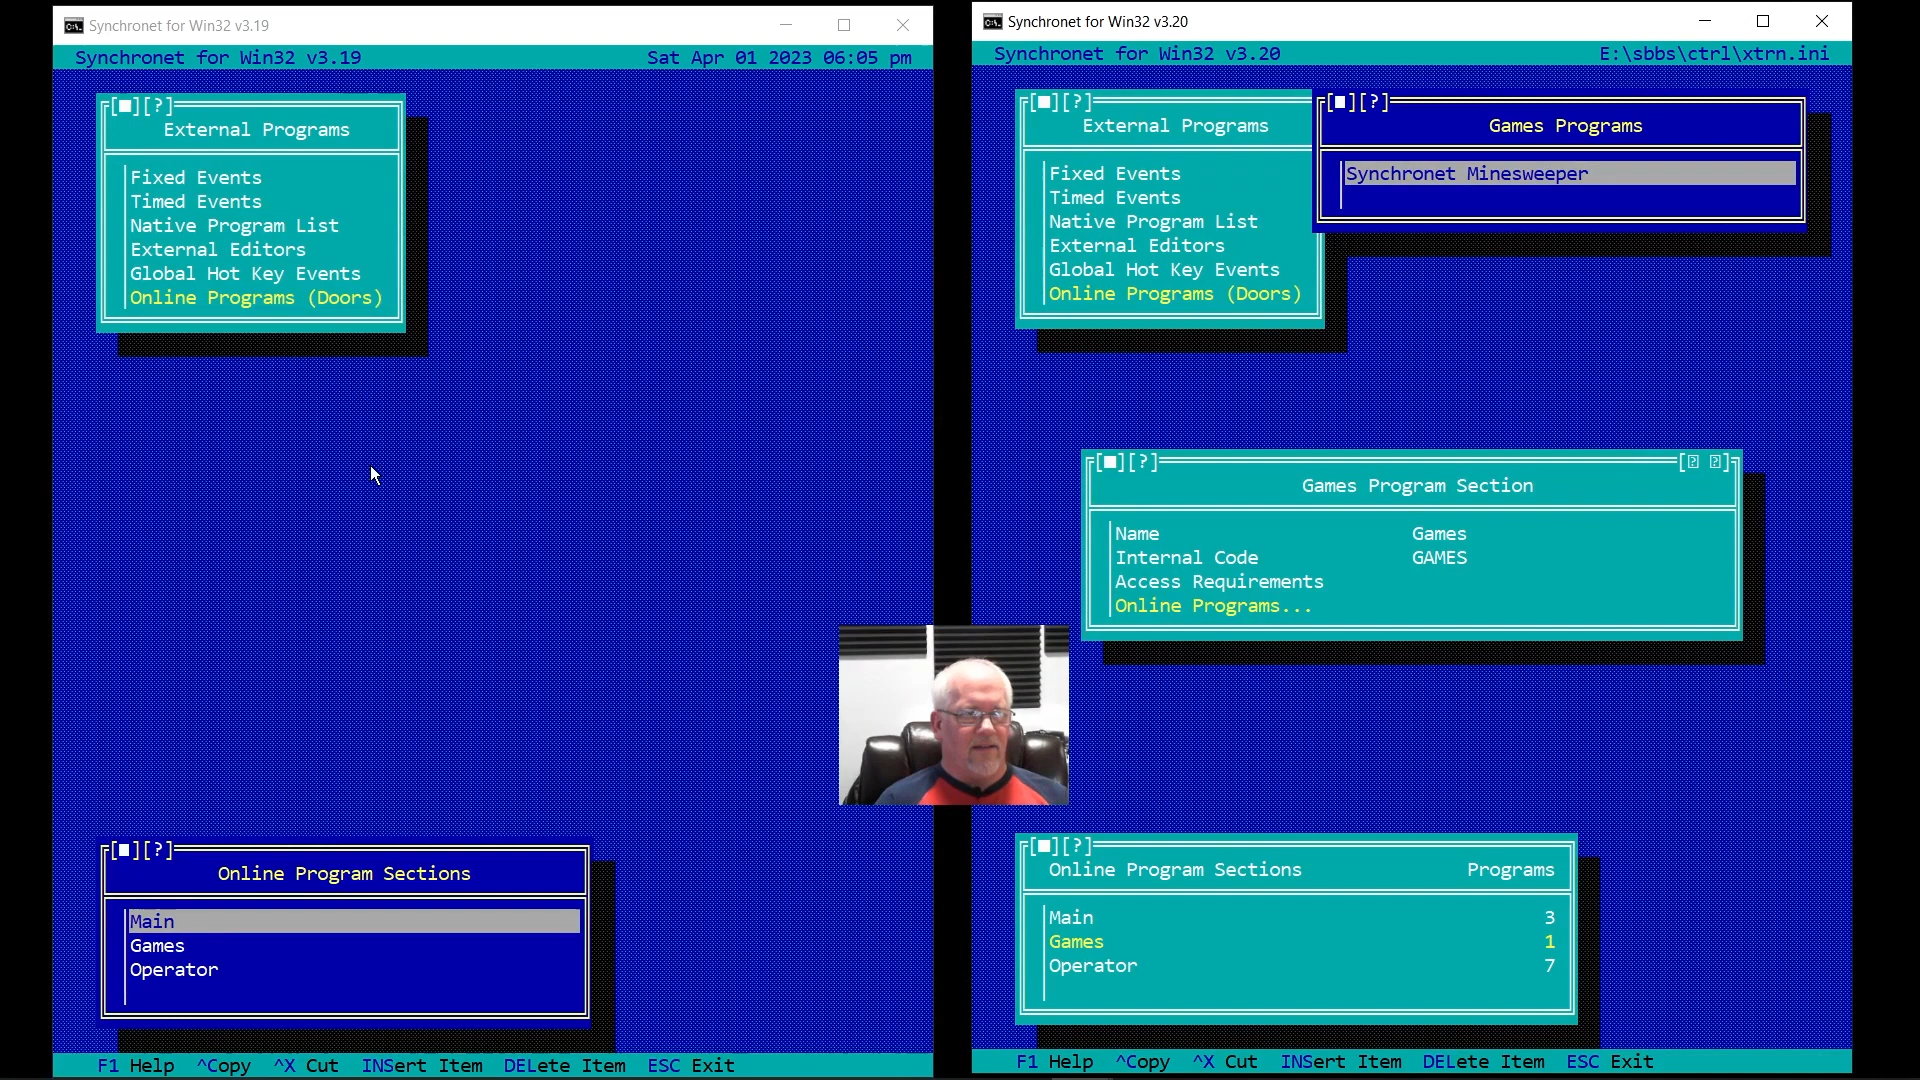 Synchronet for Win32 v3.19
Synchronet for Win32 v3.19 Sat Apr 01 2023 06:05 pm
[■][?]
External Programs
Fixed Events
Timed Events
Native Program List
External Editors
Global Hot Key Events
Online Programs (Doors)
[■][?]
Online Program Sections
Main
Games
Operator
F1 Help ^Copy ^X Cut INSert Item DELete Item ESC Exit
Synchronet for Win32 v3.20
Synchronet for Win32 v3.20 E:\sbbs\ctrl\xtrn.ini
[■][?]
External Programs
Fixed Events
Timed Events
Native Program List
External Editors
Global Hot Key Events
Online Programs (Doors)
[■][?]
Games Programs
Synchronet Minesweeper
[■][?] [? ?]
Games Program Section
Name Games
Internal Code GAMES
Access Requirements
Online Programs...
[■][?]
Online Program Sections Programs
Main 3
Games 1
Operator 7
F1 Help ^Copy ^X Cut INSert Item DELete Item ESC Exit